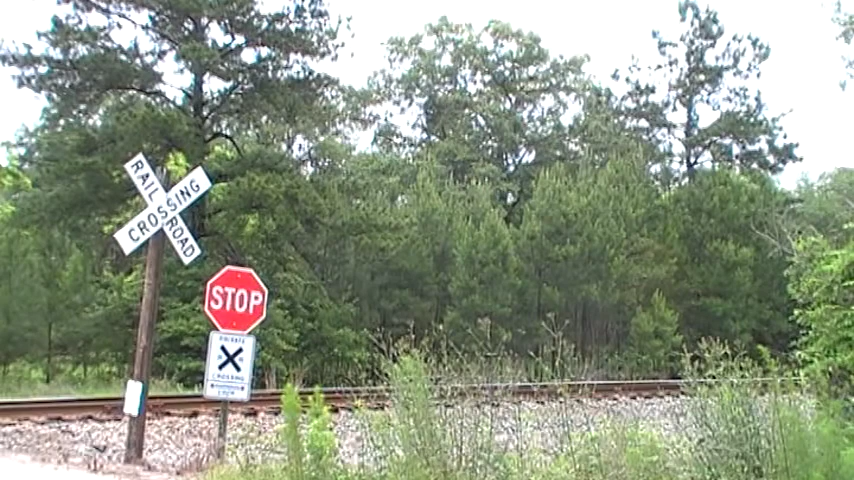 RAIL ROAD
CROSSING
STOP
PRIVATE
CROSSING